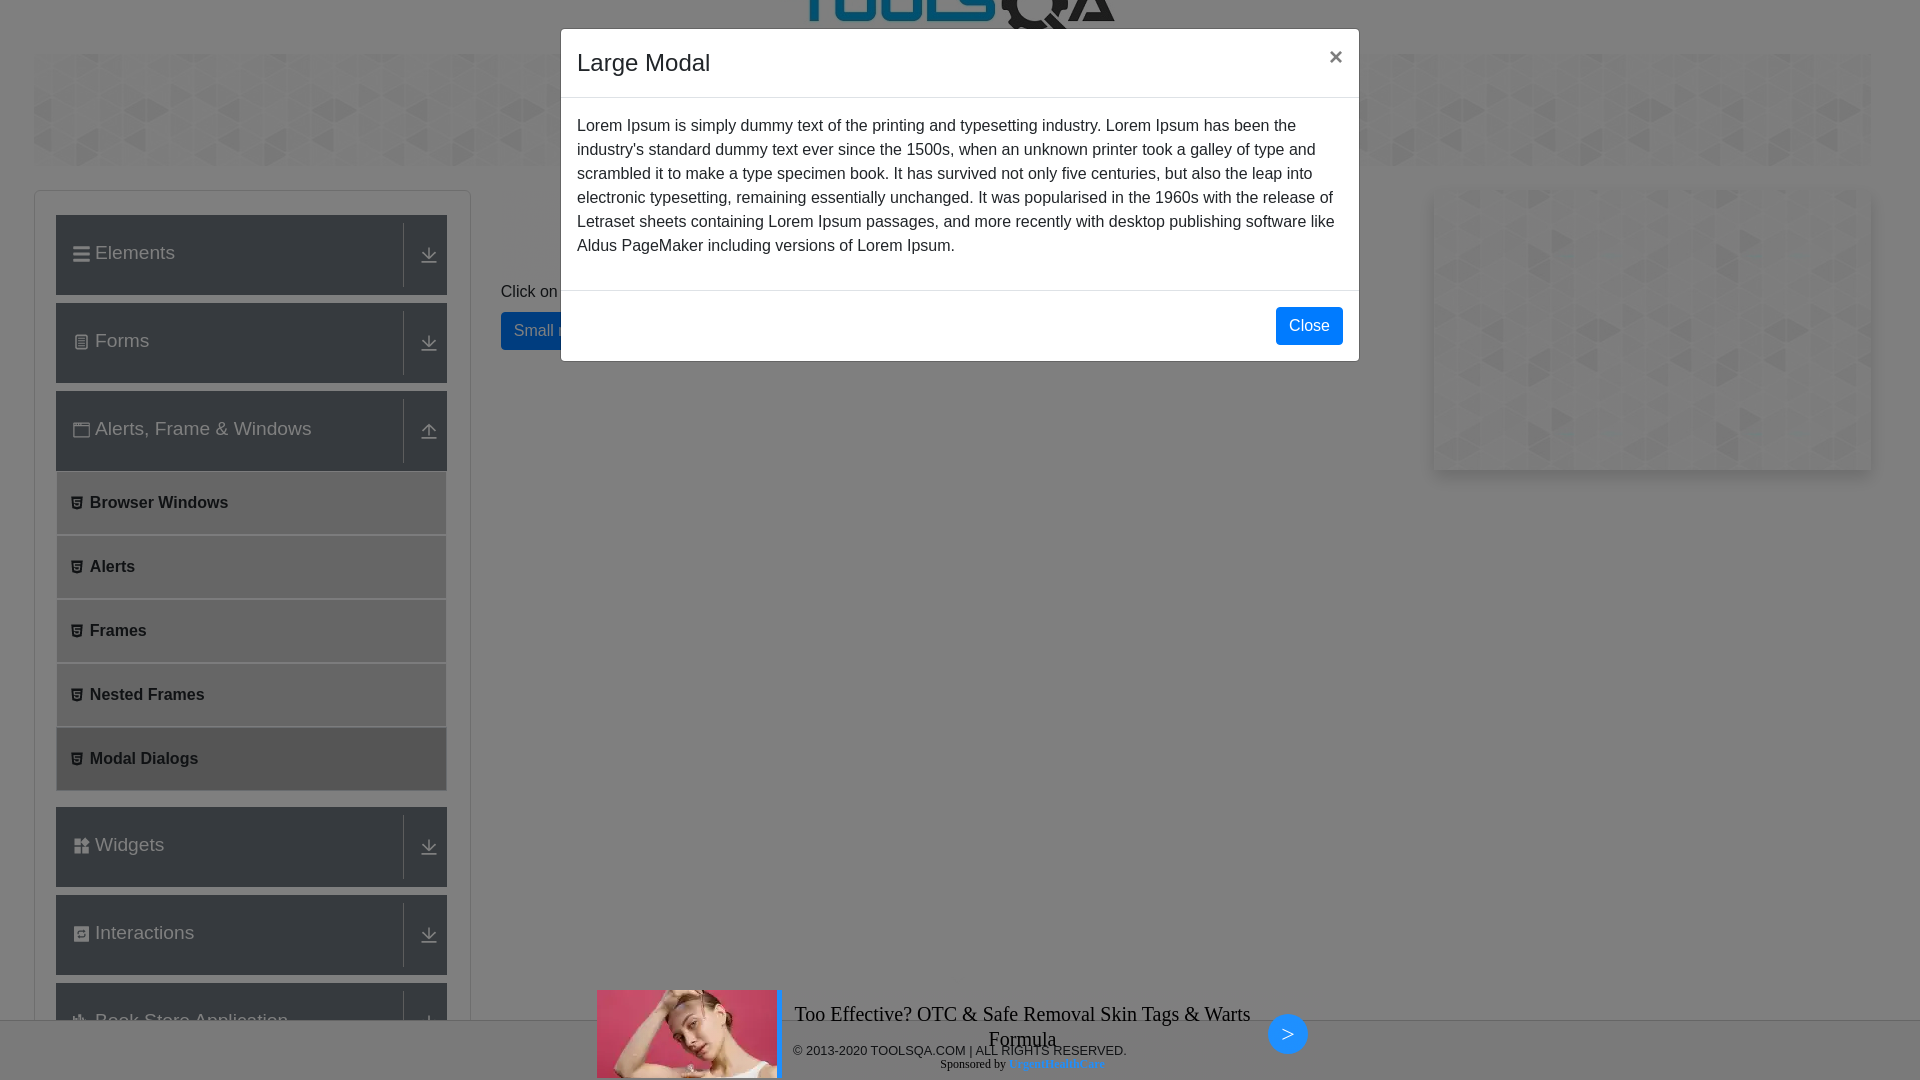 TOOLSQA
Large Modal
×
Lorem Ipsum is simply dummy text of the printing and typesetting industry. Lorem Ipsum has been the
industry's standard dummy text ever since the 1500s, when an unknown printer took a galley of type and
scrambled it to make a type specimen book. It has survived not only five centuries, but also the leap into
electronic typesetting, remaining essentially unchanged. It was popularised in the 1960s with the release of
Letraset sheets containing Lorem Ipsum passages, and more recently with desktop publishing software like
Aldus PageMaker including versions of Lorem Ipsum.
Close
Click on
Small
Elements
Forms
Alerts, Frame & Windows
Browser Windows
Alerts
Frames
Nested Frames
Modal Dialogs
Widgets
Interactions
Book Store Application
Too Effective? OTC & Safe Removal Skin Tags & Warts
Formula
>
© 2013-2020 TOOLSQA.COM | ALL RIGHTS RESERVED.
Sponsored by